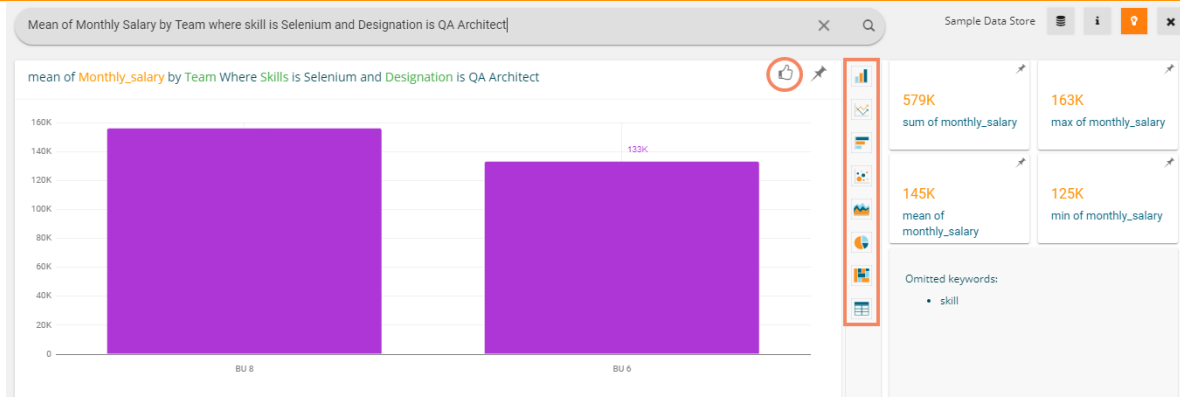 Mean of Monthly Salary by Team where skill is Selenium and Designation is QA Architect
Sample Data Store
mean of Monthly_salary by Team Where Skills is Selenium and Designation is QA Architect
160K
140K
120K
100K
80K
60K
40K
20K
0
133K
BU 8
BU 6
579K
sum of monthly_salary
163K
max of monthly_salary
145K
mean of
monthly_salary
125K
min of monthly_salary
Omitted keywords:
• skill